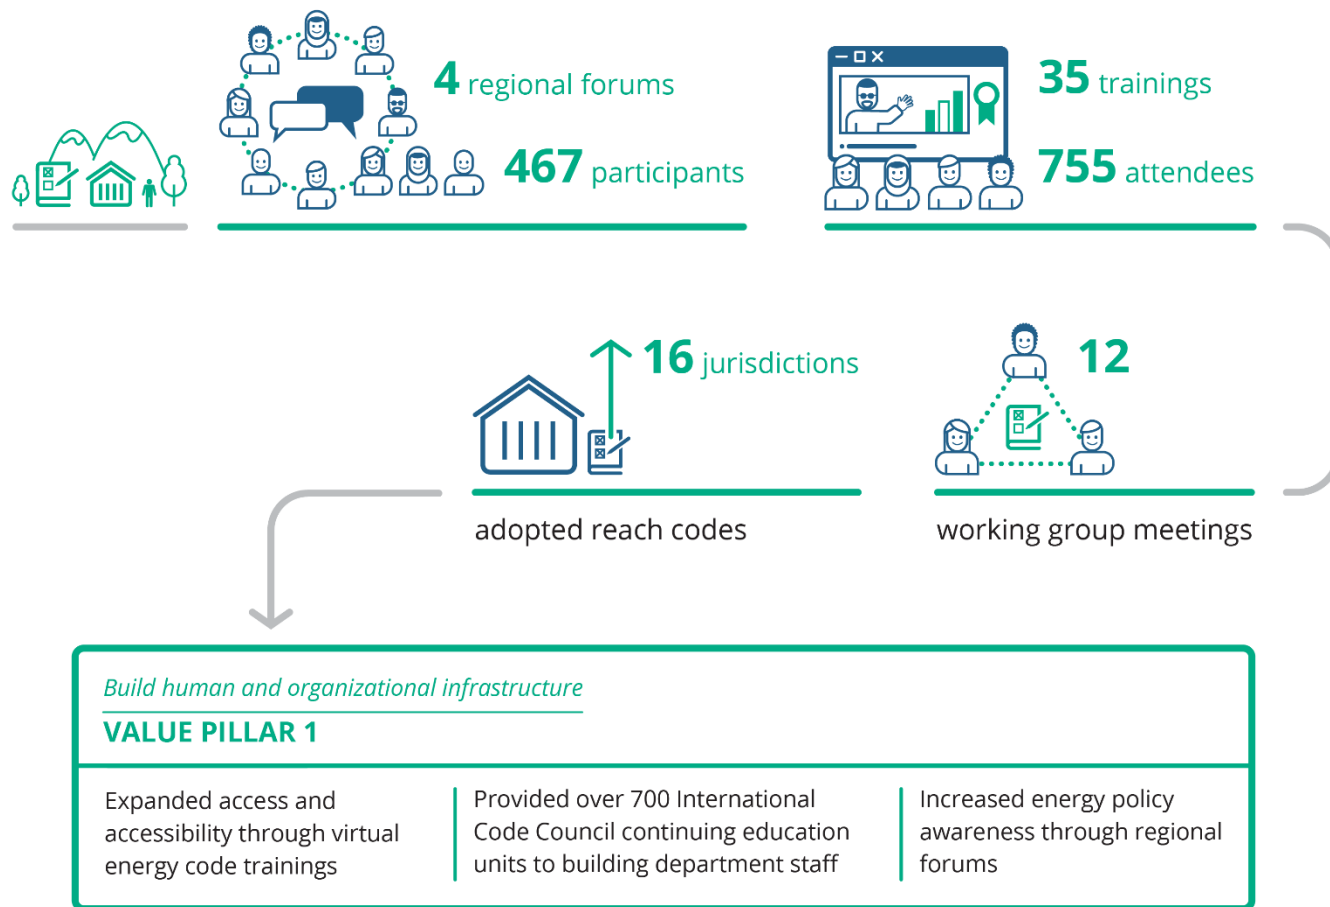 4 regional forums
467 participants
35 trainings
755 attendees
16 jurisdictions
adopted reach codes
12
working group meetings
Build human and organizational infrastructure
VALUE PILLAR 1
Expanded access and
accessibility through virtual
energy code trainings
Provided over 700 International
Code Council continuing education
units to building department staff
Increased energy policy
awareness through regional
forums